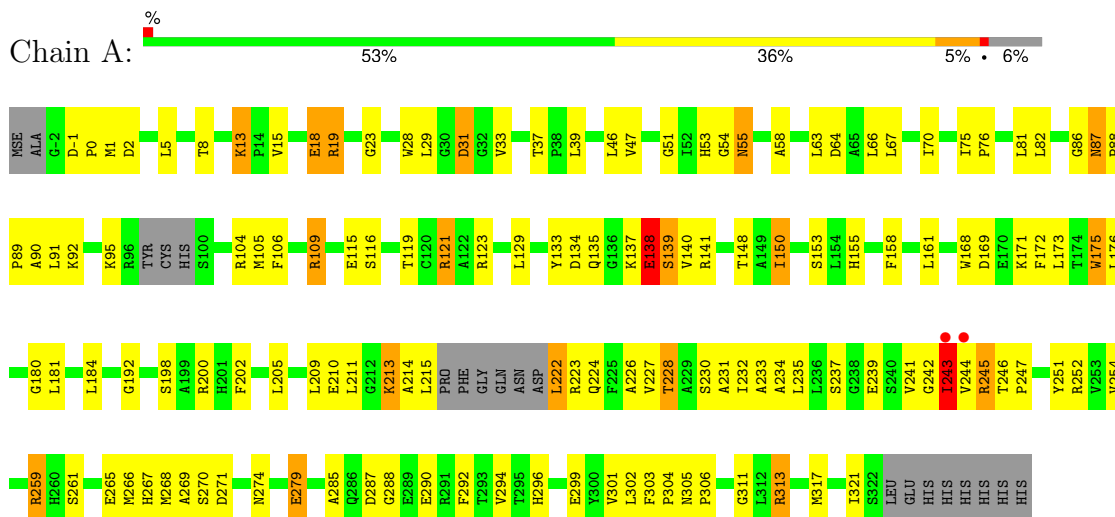 %
Chain A:
53% 36% 5% • 6%
MSE ALA G-2 D-1 P0 M1 D2 L5 T8 K13 P14 V15 E18 R19 G23 W28 L29 G30 D31 G32 V33 T37 P38 L39 L46 V47 G51 I52 H53 G54 N55 A58 L63 D64 A65 L66 L67 I70 I75 P76 L81 L82 G86 N87
P89 A90 L91 K92 K95 R96 TYR CYS HIS S100 R104 M105 F106 R109 E115 S116 T119 C120 R121 A122 R123 L129 Y133 D134 Q135 G136 K137 E138 S139 V140 R141 T148 A149 I150 S153 L154 H155 F158 L161 W168 D169 E170 K171 F172 L173 T174 W175 L176
G180 L181 L184 G192 S198 A199 R200 H201 F202 L205 L209 E210 L211 G212 K213 A214 L215 PRO PHE GLY GLN ASN ASP L222 R223 Q224 F225 A226 V227 T228 A229 S230 A231 I232 A233 A234 L235 L236 S237 G238 E239 S240 V241 G242 I243 V244 R245 T246 P247 Y251 R252 V253
R259 H260 S261 E265 M266 H267 M268 A269 S270 D271 N274 E279 A285 Q286 D287 G288 E289 E290 R291 F292 T293 V294 T295 H296 E299 Y300 V301 L302 F303 P304 N305 P306 G311 L312 R313 M317 I321 S322 LEU GLU HIS HIS HIS HIS HIS HIS